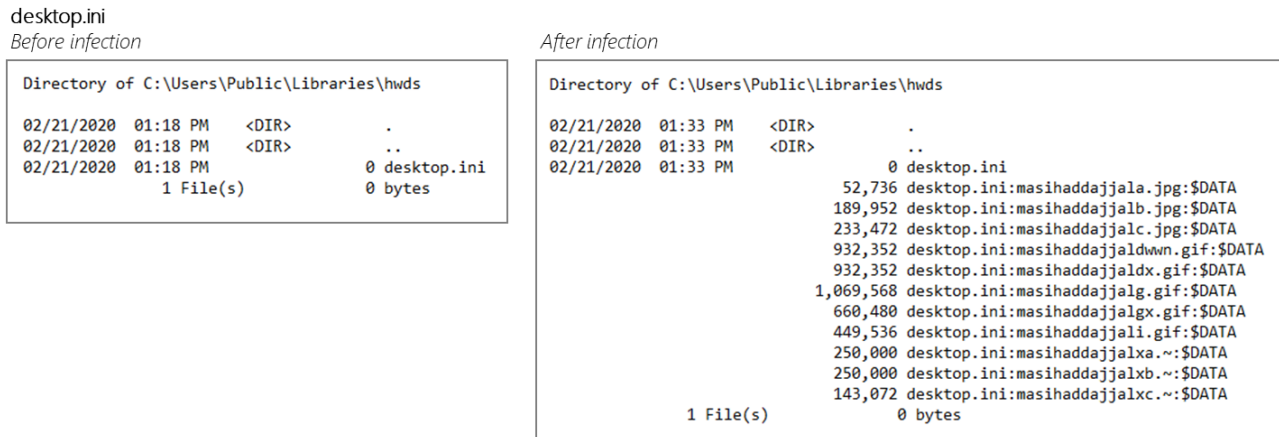 desktop.ini
Before infection
Directory of C:\Users\Public\Libraries\hwds
02/21/2020 01:18 PM <DIR> .
02/21/2020 01:18 PM <DIR> ..
02/21/2020 01:18 PM 0 desktop.ini
1 File(s) 0 bytes
After infection
Directory of C:\Users\Public\Libraries\hwds
02/21/2020 01:33 PM <DIR> .
02/21/2020 01:33 PM <DIR> ..
02/21/2020 01:33 PM 0 desktop.ini
52,736 desktop.ini:masihaddajjala.jpg:$DATA
189,952 desktop.ini:masihaddajjalb.jpg:$DATA
233,472 desktop.ini:masihaddajjalc.jpg:$DATA
932,352 desktop.ini:masihaddajjaldwwn.gif:$DATA
932,352 desktop.ini:masihaddajjaldx.gif:$DATA
1,069,568 desktop.ini:masihaddajjalg.gif:$DATA
660,480 desktop.ini:masihaddajjalgx.gif:$DATA
449,536 desktop.ini:masihaddajjali.gif:$DATA
250,000 desktop.ini:masihaddajjalxa.~:$DATA
250,000 desktop.ini:masihaddajjalxb.~:$DATA
143,072 desktop.ini:masihaddajjalxc.~:$DATA
1 File(s) 0 bytes